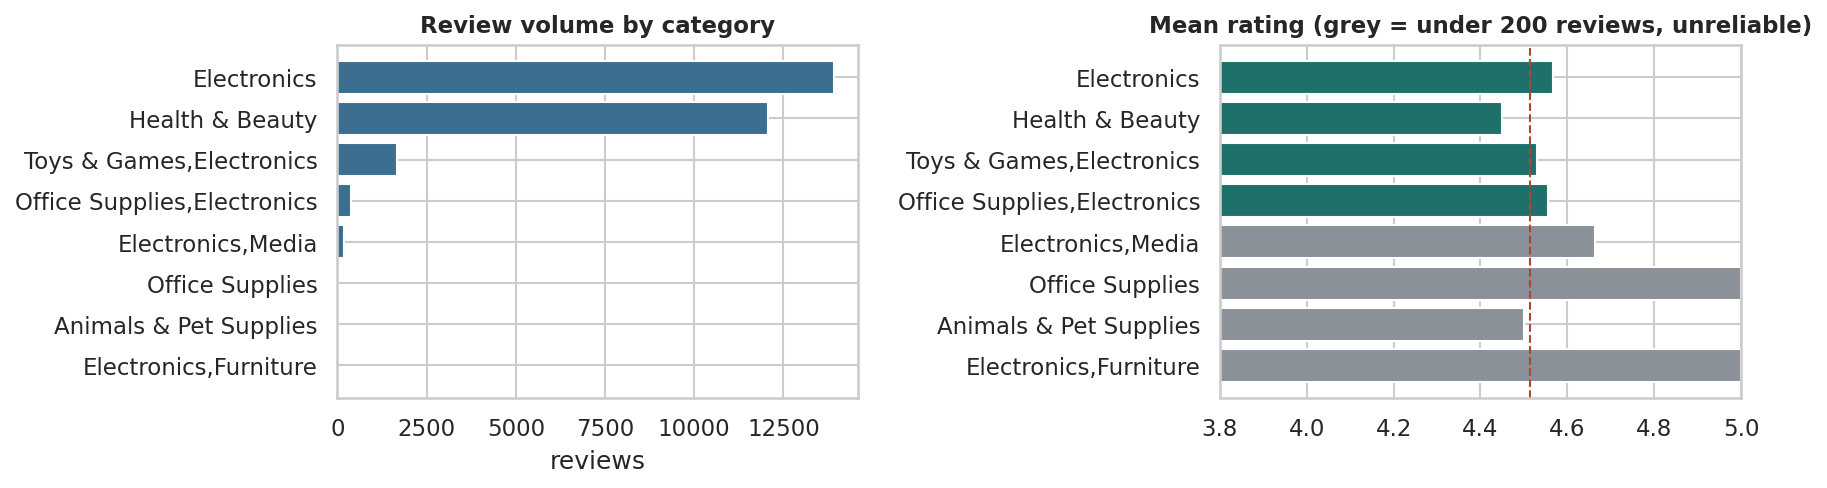 Review volume by category
Electronics
Health & Beauty
Toys & Games,Electronics
Office Supplies,Electronics
Electronics,Media
Office Supplies
Animals & Pet Supplies
Electronics,Furniture
0 2500 5000 7500 10000 12500
reviews
Mean rating (grey = under 200 reviews, unreliable)
Electronics
Health & Beauty
Toys & Games,Electronics
Office Supplies,Electronics
Electronics,Media
Office Supplies
Animals & Pet Supplies
Electronics,Furniture
3.8 4.0 4.2 4.4 4.6 4.8 5.0